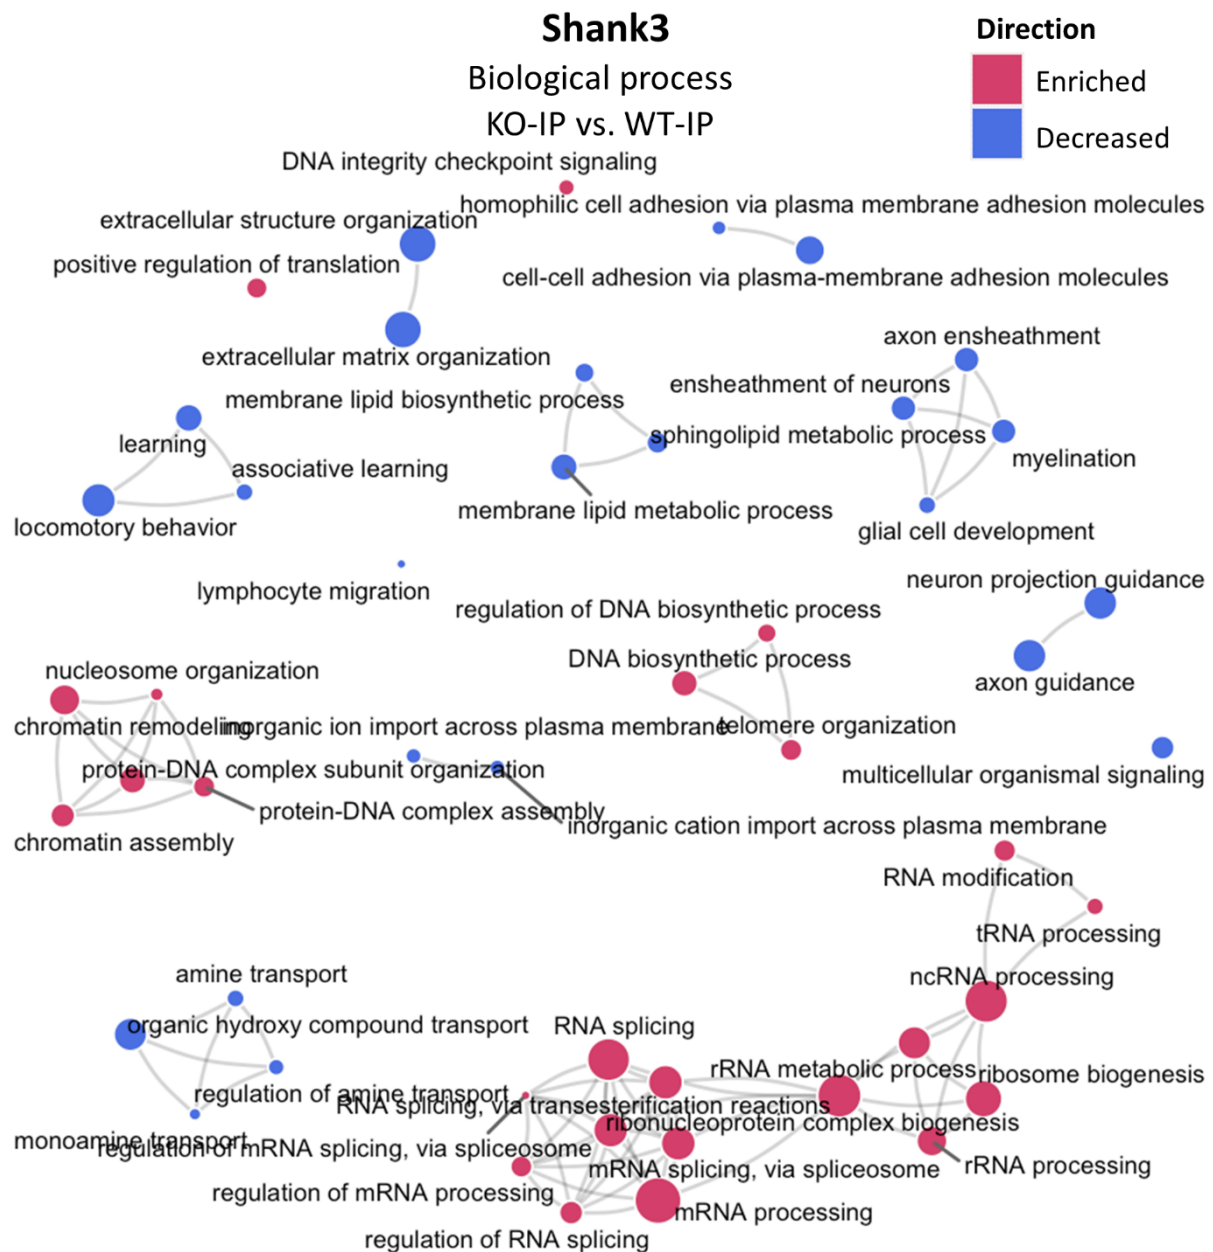 Shank3
Biological process
KO-IP vs. WT-IP
Direction
Enriched
Decreased
DNA integrity checkpoint signaling
homophilic cell adhesion via plasma membrane adhesion molecules
extracellular structure organization
positive regulation of translation
cell-cell adhesion via plasma-membrane adhesion molecules
axon ensheathment
extracellular matrix organization
ensheathment of neurons
membrane lipid biosynthetic process
sphingolipid metabolic process
learning
myelination
associative learning
membrane lipid metabolic process
locomotory behavior
glial cell development
neuron projection guidance
lymphocyte migration
regulation of DNA biosynthetic process
DNA biosynthetic process
nucleosome organization
axon guidance
chromatin remodeling
inorganic ion import across plasma membrane
telomere organization
protein-DNA complex subunit organization
multicellular organismal signaling
protein-DNA complex assembly
inorganic cation import across plasma membrane
chromatin assembly
RNA modification
tRNA processing
amine transport
ncRNA processing
organic hydroxy compound transport
RNA splicing
rRNA metabolic process
ribosome biogenesis
regulation of amine transport
RNA splicing, via transesterification reactions
ribonucleoprotein complex biogenesis
monoamine transport
regulation of mRNA splicing, via spliceosome
mRNA splicing, via spliceosome
rRNA processing
regulation of mRNA processing
mRNA processing
regulation of RNA splicing